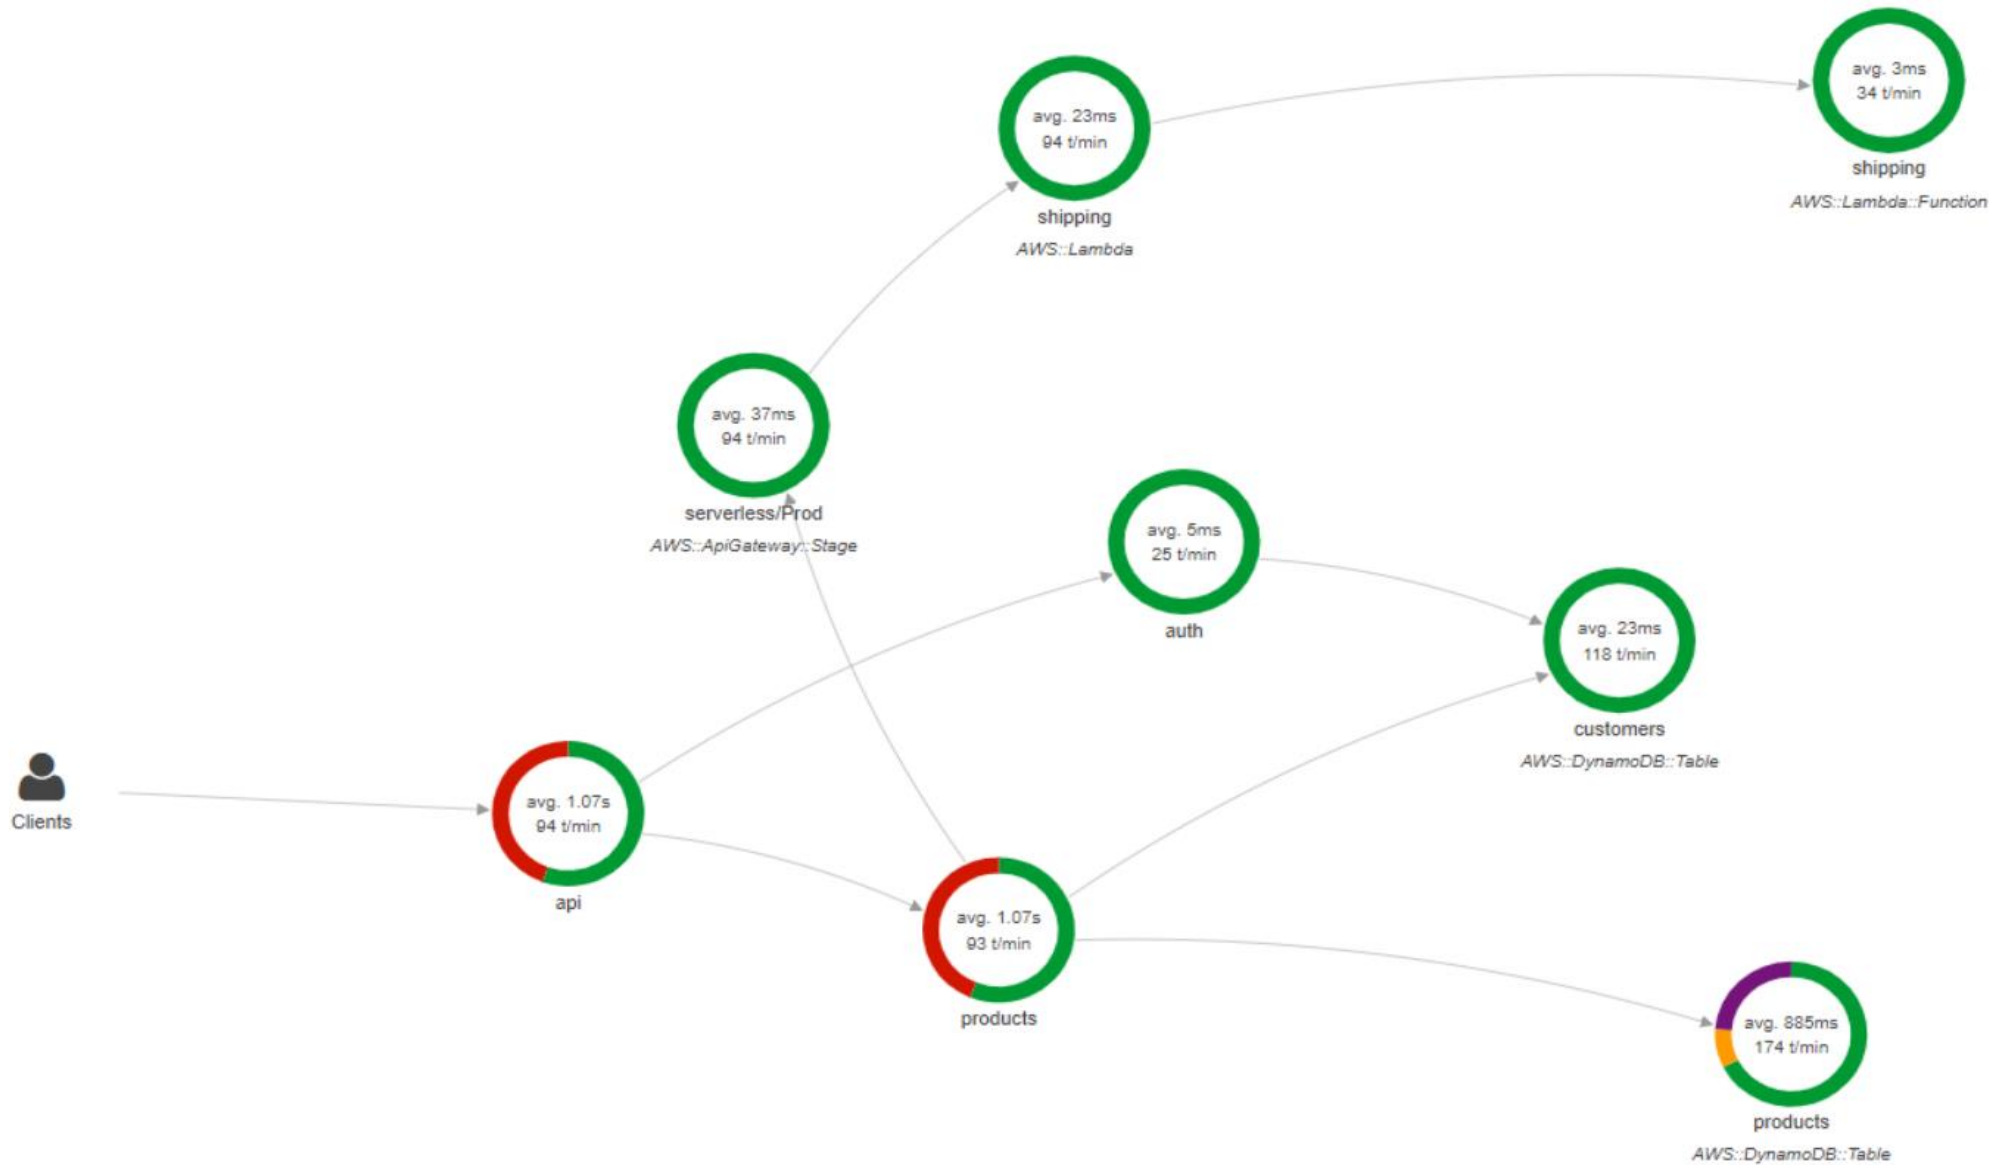 avg. 3ms
34 t/min
shipping
AWS::Lambda::Function
avg. 23ms
94 t/min
shipping
AWS::Lambda
avg. 37ms
94 t/min
serverless/Prod
AWS::ApiGateway::Stage
avg. 5ms
25 t/min
auth
avg. 23ms
118 t/min
customers
AWS::DynamoDB::Table
Clients
avg. 1.07s
94 t/min
api
avg. 1.07s
93 t/min
products
avg. 885ms
174 t/min
products
AWS::DynamoDB::Table